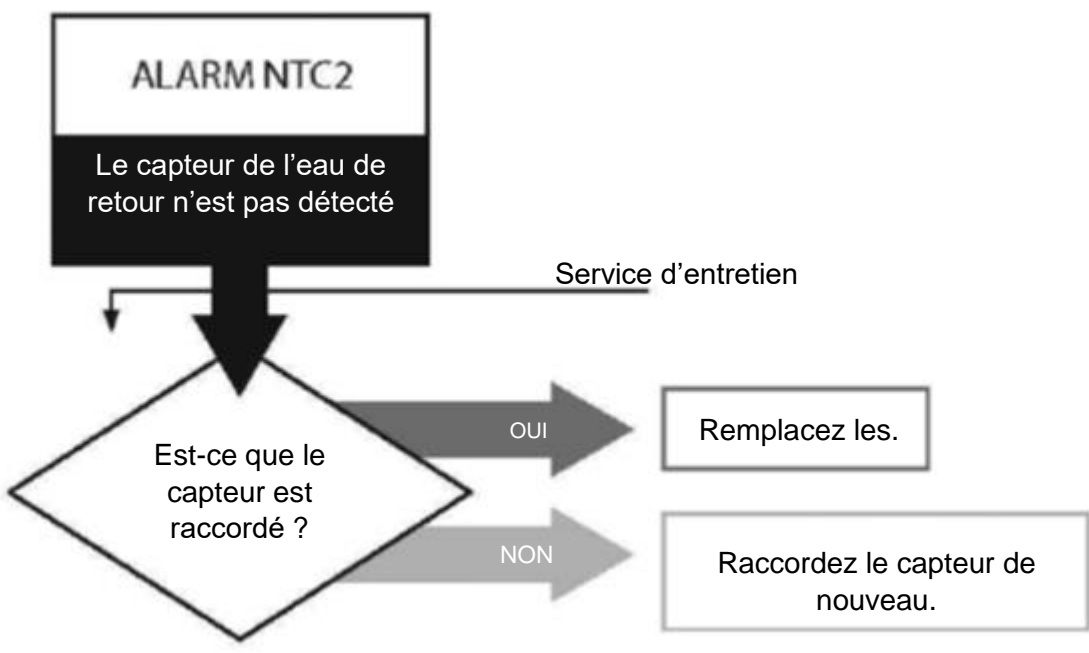 ALARM NTC2
Le capteur de l’eau de
retour n’est pas détecté
Service d’entretien
Est-ce que le
capteur est
raccordé ?
OUI
Remplacez les.
NON
Raccordez le capteur de
nouveau.